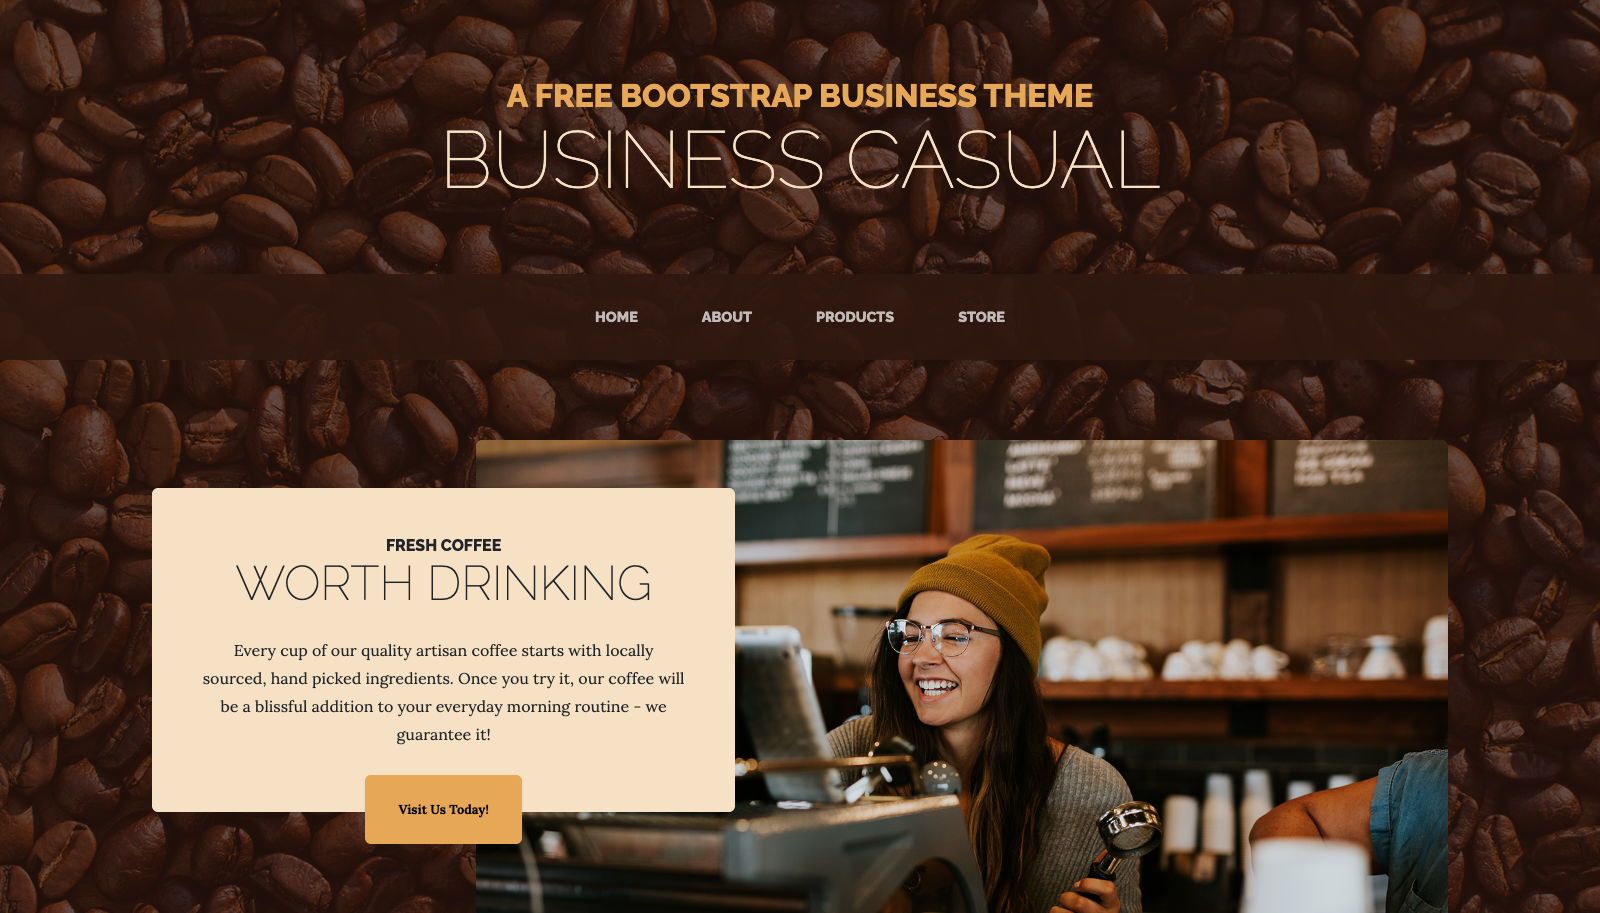 A FREE BOOTSTRAP BUSINESS THEME
BUSINESS CASUAL
HOME
ABOUT
PRODUCTS
STORE
FRESH COFFEE
WORTH DRINKING
Every cup of our quality artisan coffee starts with locally
sourced, hand picked ingredients. Once you try it, our coffee will
be a blissful addition to your everyday morning routine - we
guarantee it!
Visit Us Today!